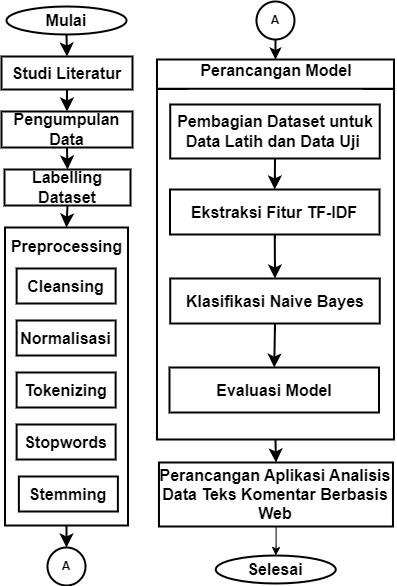 Mulai
Studi Literatur
Pengumpulan
Data
Labelling
Dataset
Preprocessing
Cleansing
Normalisasi
Tokenizing
Stopwords
Stemming
A
A
Perancangan Model
Pembagian Dataset untuk
Data Latih dan Data Uji
Ekstraksi Fitur TF-IDF
Klasifikasi Naive Bayes
Evaluasi Model
Perancangan Aplikasi Analisis
Data Teks Komentar Berbasis
Web
Selesai